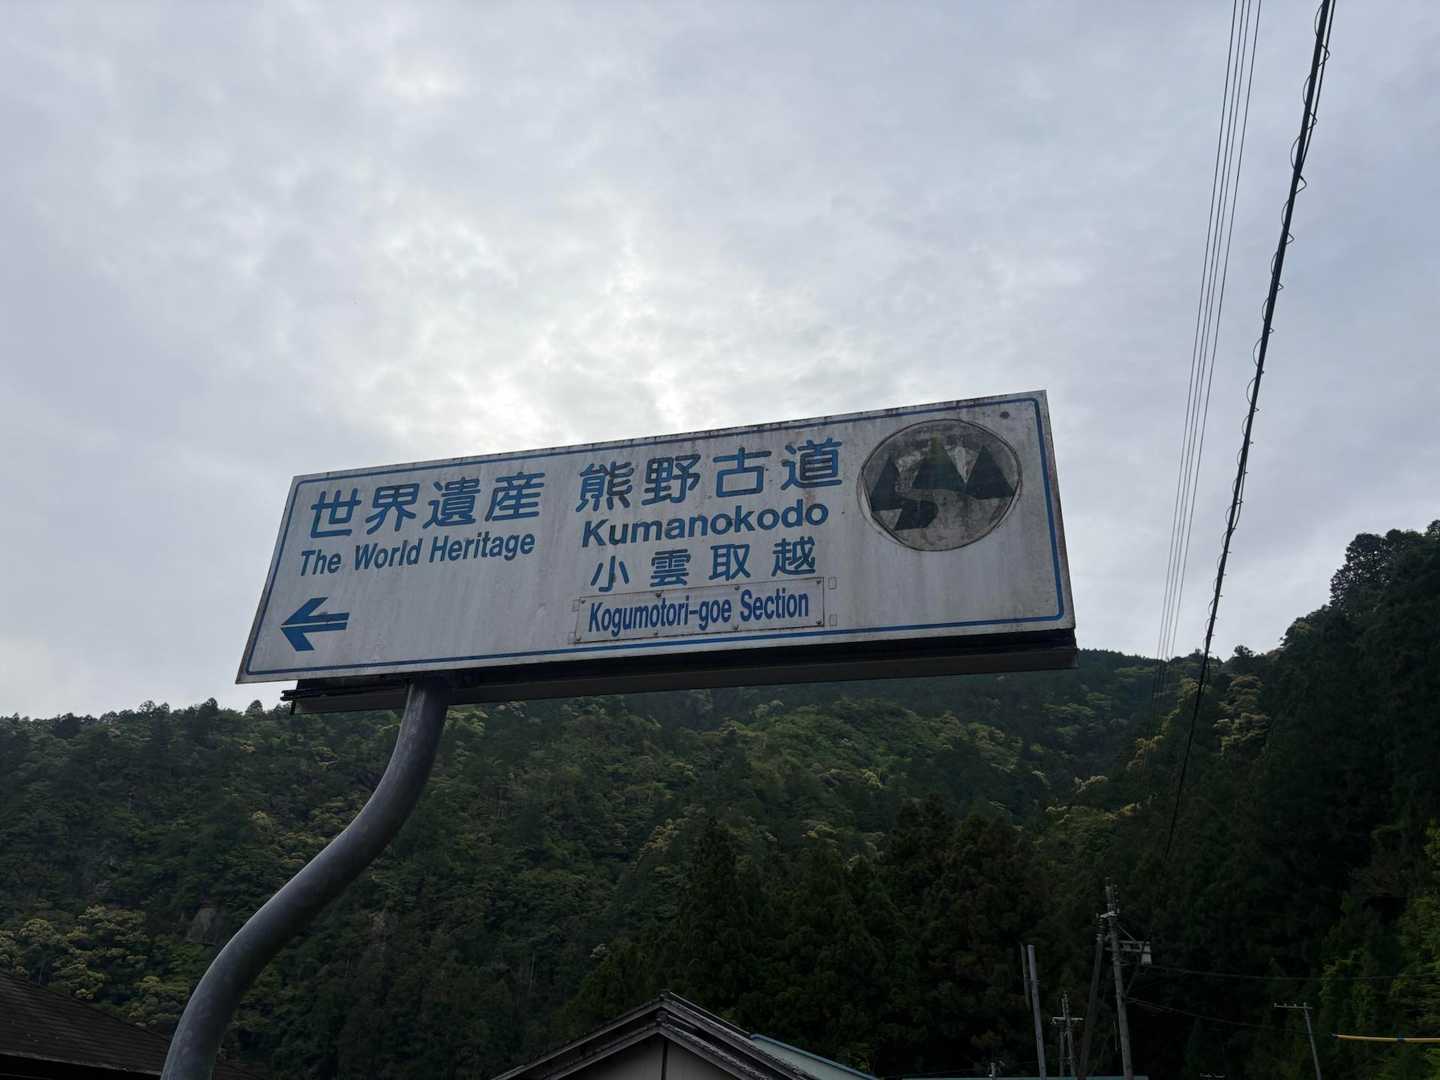 世界遺産
The World Heritage
熊野古道
Kumanokodo
小雲取越
Kogumotori-goe Section